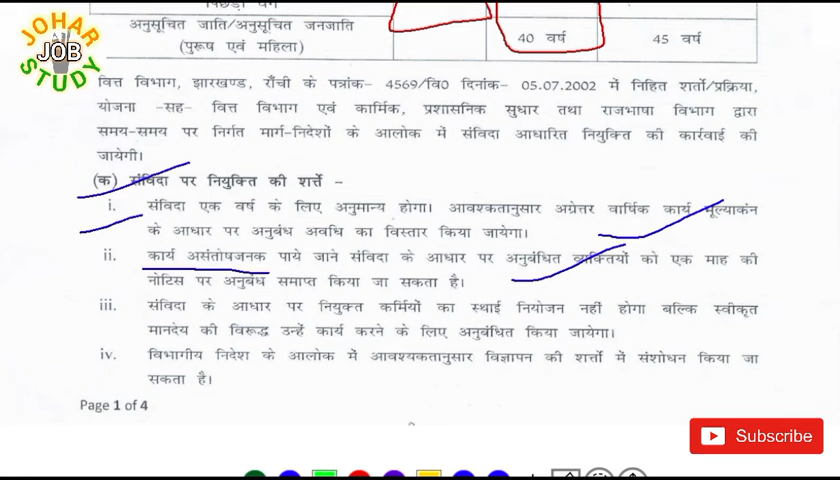 पिछड़ा वर्ग
अनुसूचित जाति/अनुसूचित जनजाति
(पुरूष एवं महिला)
40 वर्ष
45 वर्ष
JOHAR
JOB
STUDY
वित्त विभाग, झारखण्ड, राँची के पत्रांक- 4569/वि0 दिनांक- 05.07.2002 में निहित शर्तो/प्रक्रिया,
योजना -सह- वित्त विभाग एवं कार्मिक, प्रशासनिक सुधार तथा राजभाषा विभाग द्वारा
समय-समय पर निर्गत मार्ग-निदेशों के आलोक में संविदा आधारित नियुक्ति की कार्रवाई की
जायेगी।
(क) संविदा पर नियुक्ति की शर्त्ते -
i. संविदा एक वर्ष के लिए अनुमान्य होगा। आवश्कतानुसार अग्रेत्तर वार्षिक कार्य मूल्याकंन
के आधार पर अनुबंध अवधि का विस्तार किया जायेगा।
ii. कार्य असंतोषजनक पाये जाने संविदा के आधार पर अनुबंधित व्यक्तियों को एक माह की
नोटिस पर अनुबंध समाप्त किया जा सकता है।
iii. संविदा के आधार पर नियुक्त कर्मियों का स्थाई नियोजन नहीं होगा बल्कि स्वीकृत
मानदेय की विरूद्ध उन्हें कार्य करने के लिए अनुबंधित किया जायेगा।
iv. विभागीय निदेश के आलोक में आवश्यकतानुसार विज्ञापन की शर्त्तो में संशोधन किया जा
सकता है।
Page 1 of 4
Subscribe